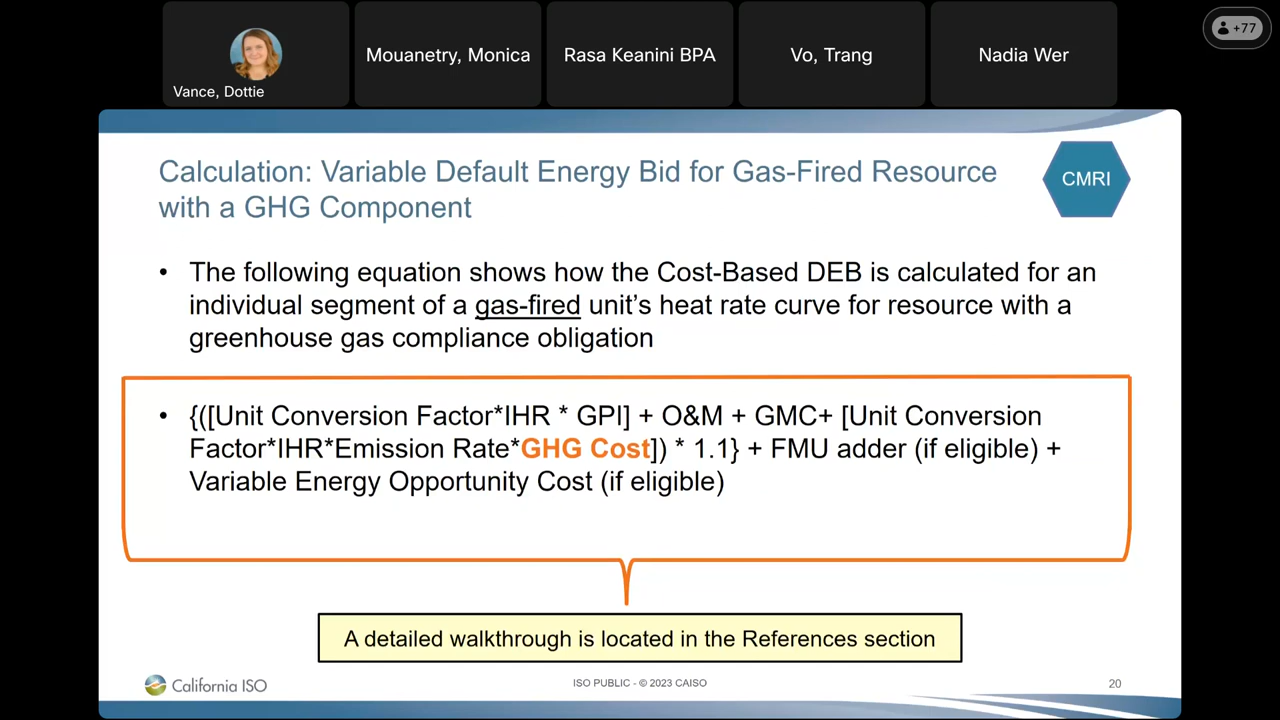 +77
Vance, Dottie
Mouanetry, Monica
Rasa Keanini BPA
Vo, Trang
Nadia Wer
Calculation: Variable Default Energy Bid for Gas-Fired Resource
with a GHG Component
CMRI
• The following equation shows how the Cost-Based DEB is calculated for an
individual segment of a gas-fired unit’s heat rate curve for resource with a
greenhouse gas compliance obligation
• {([Unit Conversion Factor*IHR * GPI] + O&M + GMC+ [Unit Conversion
Factor*IHR*Emission Rate*GHG Cost]) * 1.1} + FMU adder (if eligible) +
Variable Energy Opportunity Cost (if eligible)
A detailed walkthrough is located in the References section
California ISO
ISO PUBLIC - © 2023 CAISO
20